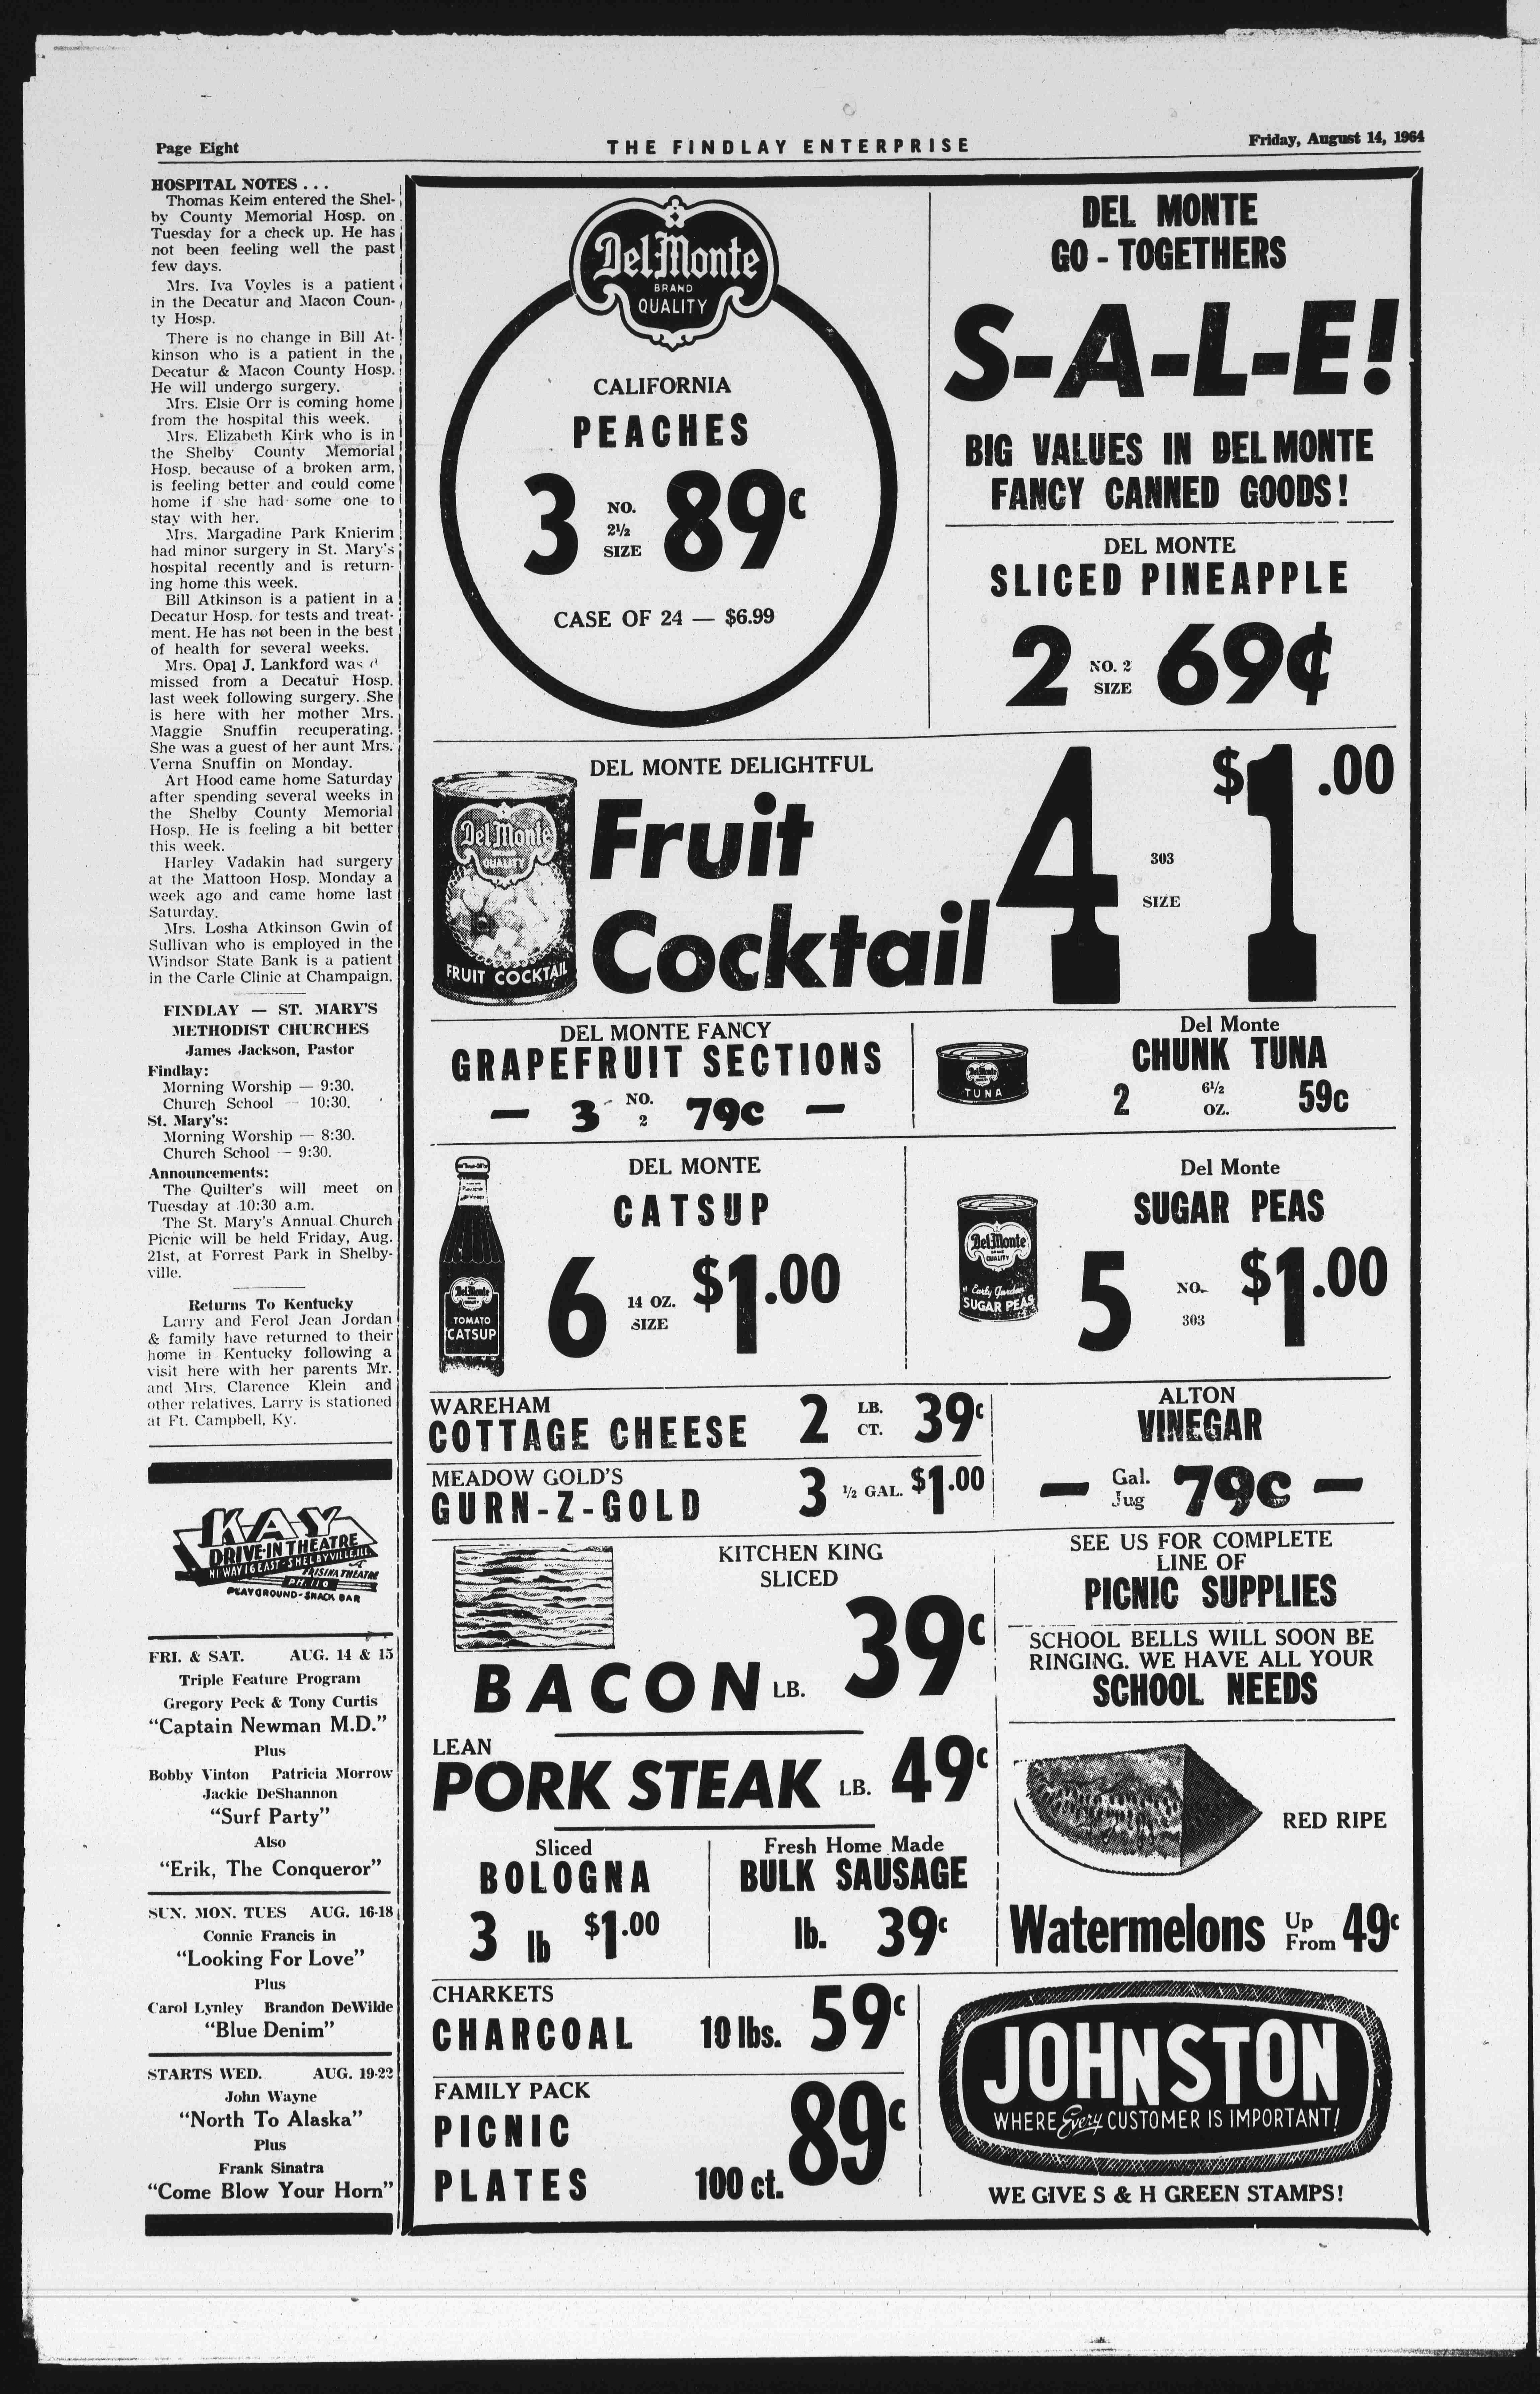 Page Eight
THE FINDLAY ENTERPRISE
Friday, August 14, 1964
HOSPITAL NOTES . . .
Thomas Keim entered the Shel-
by County Memorial Hosp. on
Tuesday for a check up. He has
not been feeling well the past
few days.
Mrs. Iva Voyles is a patient
in the Decatur and Macon Coun-
ty Hosp.
There is no change in Bill At-
kinson who is a patient in the
Decatur & Macon County Hosp.
He will undergo surgery.
Mrs. Elsie Orr is coming home
from the hospital this week.
Mrs. Elizabeth Kirk who is in
the Shelby County Memorial
Hosp. because of a broken arm,
is feeling better and could come
home if she had some one to
stay with her.
Mrs. Margadine Park Knierim
had minor surgery in St. Mary's
hospital recently and is return-
ing home this week.
Bill Atkinson is a patient in a
Decatur Hosp. for tests and treat-
ment. He has not been in the best
of health for several weeks.
Mrs. Opal J. Lankford was
missed from a Decatur Hosp.
last week following surgery. She
is here with her mother Mrs.
Maggie Snuffin recuperating.
She was a guest of her aunt Mrs.
Verna Snuffin on Monday.
Art Hood came home Saturday
after spending several weeks in
the Shelby County Memorial
Hosp. He is feeling a bit better
this week.
Harley Vadakin had surgery
at the Mattoon Hosp. Monday a
week ago and came home last
Saturday.
Mrs. Losha Atkinson Gwin of
Sullivan who is employed in the
Windsor State Bank is a patient
in the Carle Clinic at Champaign.
FINDLAY — ST. MARY'S
METHODIST CHURCHES
James Jackson, Pastor
Findlay:
Morning Worship — 9:30.
Church School — 10:30.
St. Mary's:
Morning Worship — 8:30.
Church School — 9:30.
Announcements:
The Quilter's will meet on
Tuesday at 10:30 a.m.
The St. Mary's Annual Church
Picnic will be held Friday, Aug.
21st, at Forrest Park in Shelby-
ville.
Returns To Kentucky
Larry and Ferol Jean Jordan
& family have returned to their
home in Kentucky following a
visit here with her parents Mr.
and Mrs. Clarence Klein and
other relatives. Larry is stationed
at Ft. Campbell, Ky.
KAY
DRIVE-IN THEATRE
HI WAY 16 EAST - SHELBYVILLE, ILL.
FRISINA THEATRE
PH. 110
PLAYGROUND - SNACK BAR
FRI. & SAT. AUG. 14 & 15
Triple Feature Program
Gregory Peck & Tony Curtis
"Captain Newman M.D."
Plus
Bobby Vinton Patricia Morrow
Jackie DeShannon
"Surf Party"
Also
"Erik, The Conqueror"
SUN. MON. TUES AUG. 16-18
Connie Francis in
"Looking For Love"
Plus
Carol Lynley Brandon DeWilde
"Blue Denim"
STARTS WED. AUG. 19-22
John Wayne
"North To Alaska"
Plus
Frank Sinatra
"Come Blow Your Horn"
Del Monte
BRAND
QUALITY
CALIFORNIA
PEACHES
3 NO. 2½ SIZE 89c
CASE OF 24 — $6.99
DEL MONTE
GO - TOGETHERS
S-A-L-E!
BIG VALUES IN DEL MONTE
FANCY CANNED GOODS!
DEL MONTE
SLICED PINEAPPLE
2 NO. 2 SIZE 69¢
Del Monte
QUALITY
FRUIT COCKTAIL
DEL MONTE DELIGHTFUL
Fruit
Cocktail
4 303 SIZE $1.00
DEL MONTE FANCY
GRAPEFRUIT SECTIONS
— 3 NO. 2 79c —
Del Monte
TUNA
Del Monte
CHUNK TUNA
2 6½ OZ. 59c
Del Monte
TOMATO
CATSUP
DEL MONTE
CATSUP
6 14 OZ. SIZE $1.00
Del Monte
BRAND
QUALITY
Early Garden
SUGAR PEAS
Del Monte
SUGAR PEAS
5 NO. 303 $1.00
WAREHAM
COTTAGE CHEESE 2 LB. CT. 39c
MEADOW GOLD'S
GURN-Z-GOLD 3 ½ GAL. $1.00
ALTON
VINEGAR
— Gal. Jug 79c —
KITCHEN KING
SLICED
BACON LB. 39c
SEE US FOR COMPLETE
LINE OF
PICNIC SUPPLIES
SCHOOL BELLS WILL SOON BE
RINGING. WE HAVE ALL YOUR
SCHOOL NEEDS
LEAN
PORK STEAK LB. 49c
Sliced
BOLOGNA
3 lb $1.00
Fresh Home Made
BULK SAUSAGE
lb. 39c
RED RIPE
Watermelons Up From 49c
CHARKETS
CHARCOAL 10 lbs. 59c
FAMILY PACK
PICNIC
PLATES 100 ct. 89c
JOHNSTON
WHERE Every CUSTOMER IS IMPORTANT!
WE GIVE S & H GREEN STAMPS!